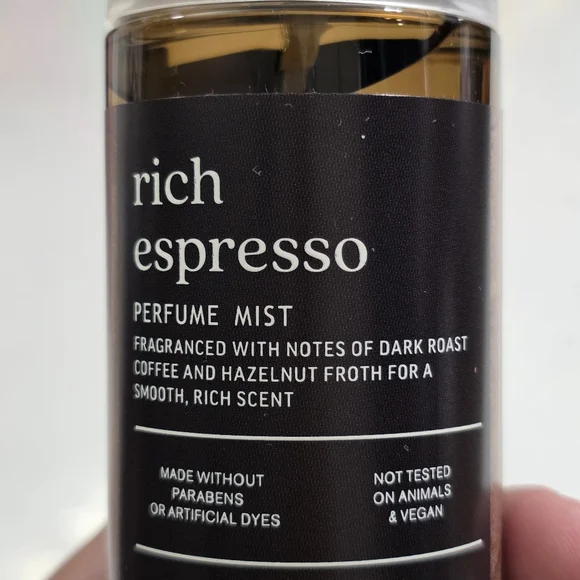 rich
espresso
PERFUME MIST
FRAGRANCED WITH NOTES OF DARK ROAST
COFFEE AND HAZELNUT FROTH FOR A
SMOOTH, RICH SCENT
MADE WITHOUT
PARABENS
OR ARTIFICIAL DYES
NOT TESTED
ON ANIMALS
& VEGAN